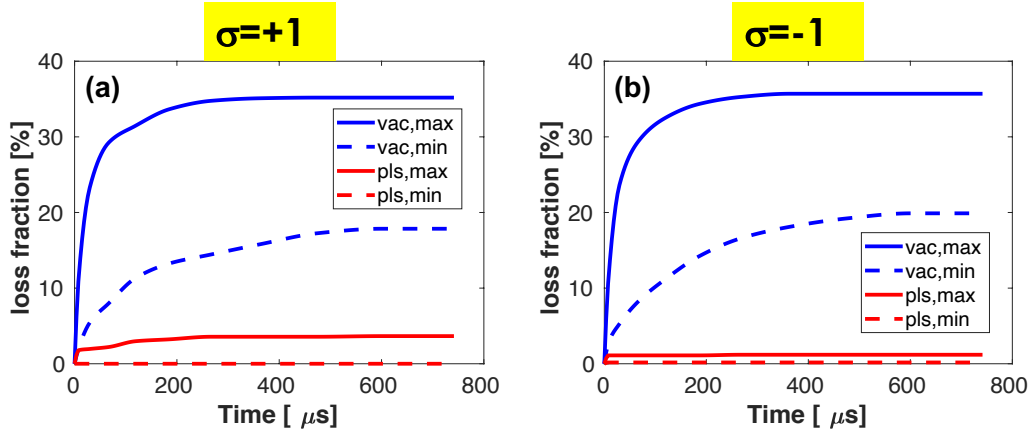 σ=+1
σ=-1
(a)
40
30
20
10
0
loss fraction [%]
vac,max
vac,min
pls,max
pls,min
0
200
400
600
800
Time [ μs]
(b)
40
30
20
10
0
loss fraction [%]
vac,max
vac,min
pls,max
pls,min
0
200
400
600
800
Time [ μs]